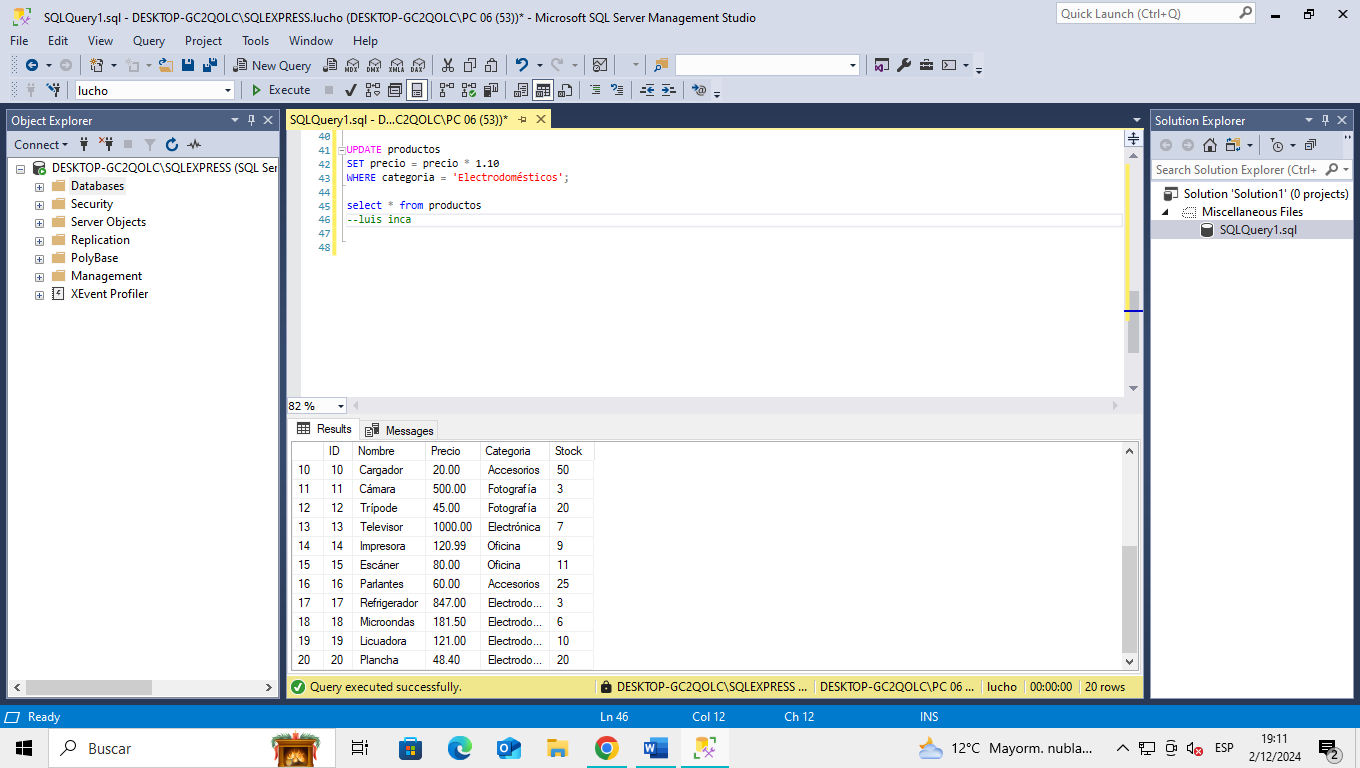 SQLQuery1.sql - DESKTOP-GC2QOLC\SQLEXPRESS.lucho (DESKTOP-GC2QOLC\PC 06 (53))* - Microsoft SQL Server Management Studio
Quick Launch (Ctrl+Q)
File Edit View Query Project Tools Window Help
New Query MDX DMX XMLA DAX
lucho Execute
Object Explorer
Connect
DESKTOP-GC2QOLC\SQLEXPRESS (SQL Ser
Databases
Security
Server Objects
Replication
PolyBase
Management
XEvent Profiler
SQLQuery1.sql - D...C2QOLC\PC 06 (53))*
40
41 UPDATE productos
42 SET precio = precio * 1.10
43 WHERE categoria = 'Electrodomésticos';
44
45 select * from productos
46 --luis inca
47
48
82 %
Results Messages
ID Nombre Precio Categoria Stock
10 10 Cargador 20.00 Accesorios 50
11 11 Cámara 500.00 Fotografía 3
12 12 Trípode 45.00 Fotografía 20
13 13 Televisor 1000.00 Electrónica 7
14 14 Impresora 120.99 Oficina 9
15 15 Escáner 80.00 Oficina 11
16 16 Parlantes 60.00 Accesorios 25
17 17 Refrigerador 847.00 Electrodo... 3
18 18 Microondas 181.50 Electrodo... 6
19 19 Licuadora 121.00 Electrodo... 10
20 20 Plancha 48.40 Electrodo... 20
Query executed successfully. DESKTOP-GC2QOLC\SQLEXPRESS ... DESKTOP-GC2QOLC\PC 06 ... lucho 00:00:00 20 rows
Solution Explorer
Search Solution Explorer (Ctrl+
Solution 'Solution1' (0 projects)
Miscellaneous Files
SQLQuery1.sql
Ready Ln 46 Col 12 Ch 12 INS
Buscar
12°C Mayorm. nubla...
ESP
19:11
2/12/2024
2